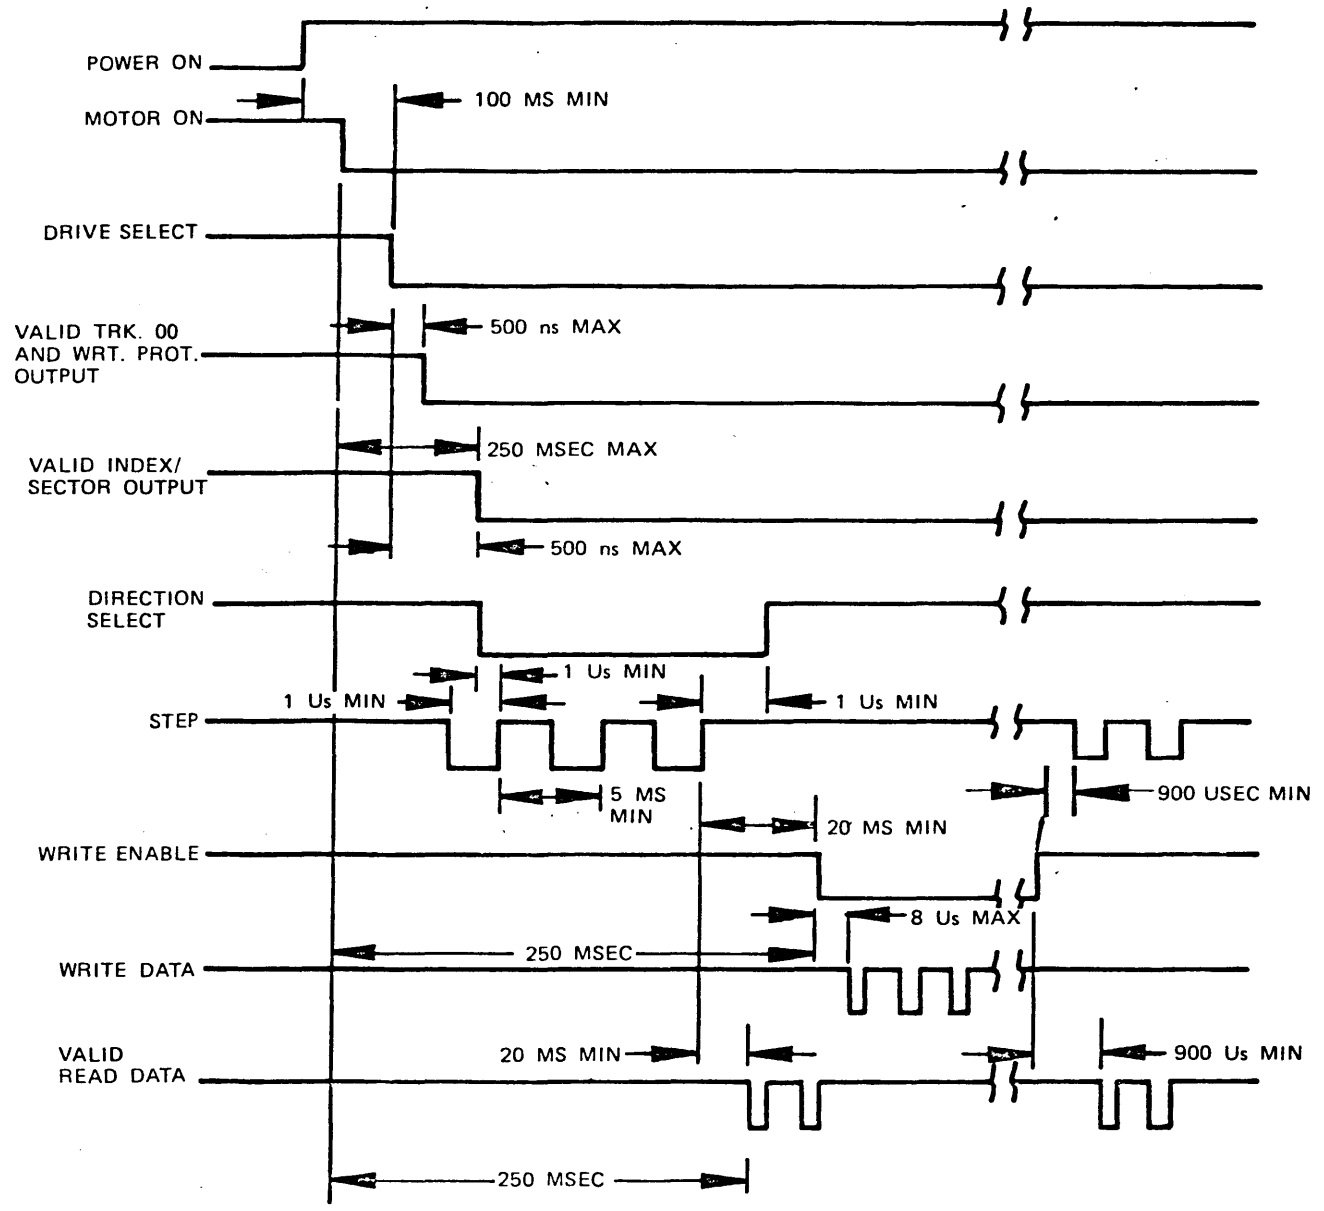 POWER ON
100 MS MIN
MOTOR ON
DRIVE SELECT
500 ns MAX
VALID TRK. 00
AND WRT. PROT.
OUTPUT
250 MSEC MAX
VALID INDEX/
SECTOR OUTPUT
500 ns MAX
DIRECTION
SELECT
1 Us MIN
1 Us MIN
1 Us MIN
STEP
5 MS
MIN
900 USEC MIN
20 MS MIN
WRITE ENABLE
8 Us MAX
250 MSEC
WRITE DATA
20 MS MIN
900 Us MIN
VALID
READ DATA
250 MSEC